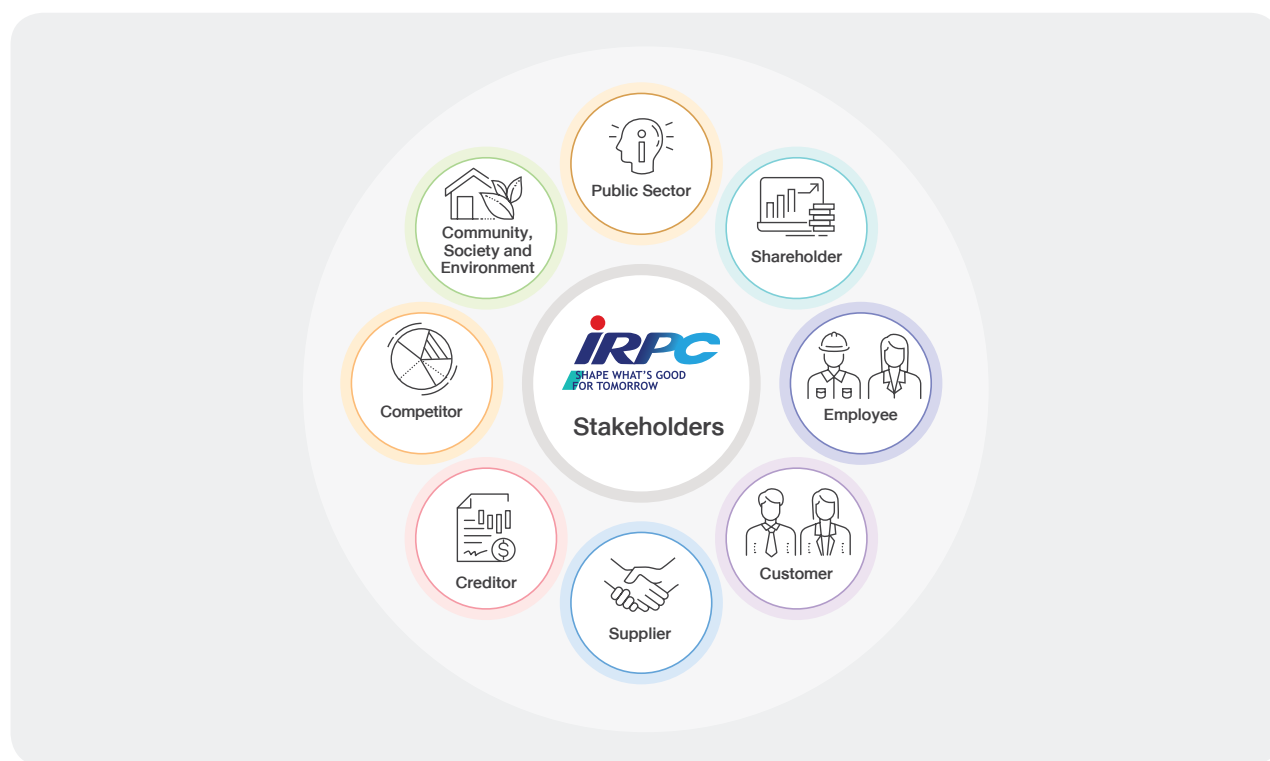 Public Sector
Shareholder
Employee
Customer
Supplier
Creditor
Competitor
Community,
Society and
Environment
iRPC
SHAPE WHAT'S GOOD
FOR TOMORROW
Stakeholders